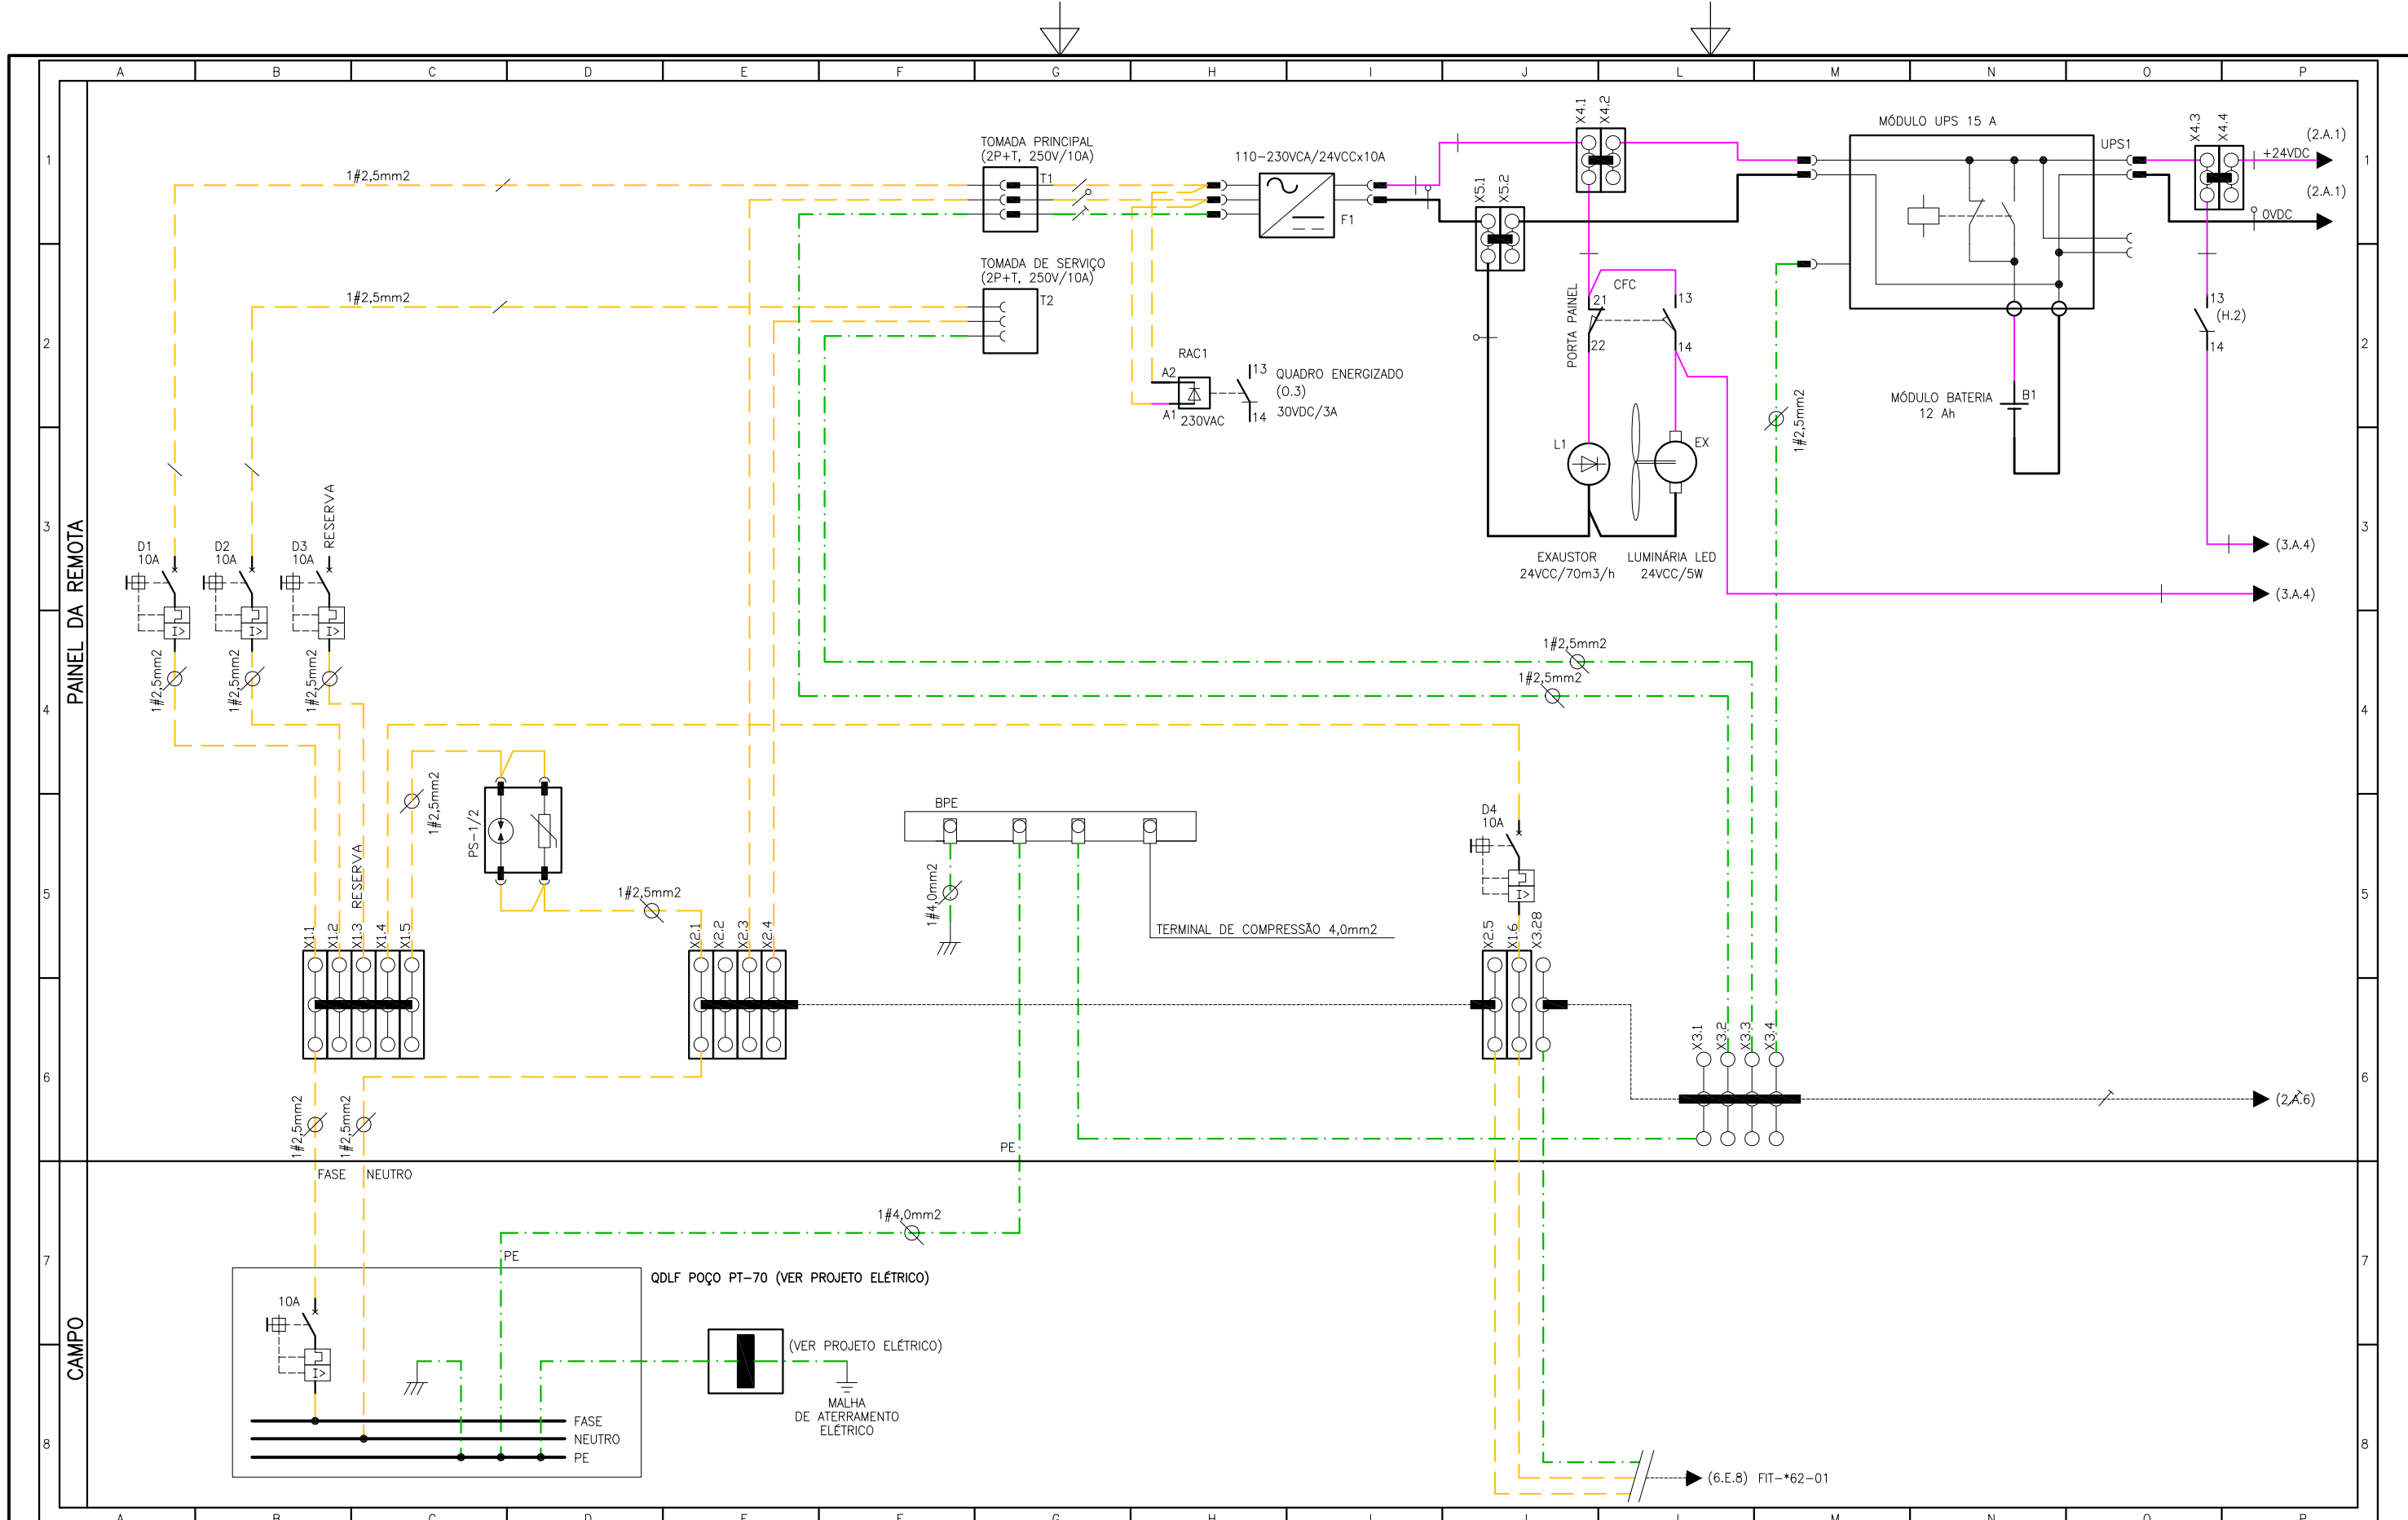 A B C D E F G H I J L M N O P
1
2
3
4
5
6
7
8
PAINEL DA REMOTA
CAMPO
1#2,5mm2
1#2,5mm2
TOMADA PRINCIPAL
(2P+T, 250V/10A)
T1
TOMADA DE SERVIÇO
(2P+T, 250V/10A)
T2
110-230VCA/24VCCx10A
F1
RAC1
A2
A1
230VAC
13
14
QUADRO ENERGIZADO
(O.3)
30VDC/3A
X4.1
X4.2
X5.1
X5.2
PORTA PAINEL
CFC
21
22
13
14
L1
EX
EXAUSTOR
24VCC/70m3/h
LUMINÁRIA LED
24VCC/5W
MÓDULO UPS 15 A
UPS1
MÓDULO BATERIA
12 Ah
B1
1#2,5mm2
X4.3
X4.4
(2.A.1)
+24VDC
(2.A.1)
0VDC
13
(H.2)
14
(3.A.4)
(3.A.4)
D1
10A
D2
10A
D3
10A
RESERVA
I>
I>
I>
1#2,5mm2
1#2,5mm2
1#2,5mm2
1#2,5mm2
1#2,5mm2
1#2,5mm2
PS-1/2
1#2,5mm2
BPE
1#4,0mm2
TERMINAL DE COMPRESSÃO 4,0mm2
D4
10A
I>
RESERVA
X1.1
X1.2
X1.3
X1.4
X1.5
X2.1
X2.2
X2.3
X2.4
X2.5
X1.6
X3.28
X3.1
X3.2
X3.3
X3.4
(2.A.6)
1#2,5mm2
1#2,5mm2
PE
FASE
NEUTRO
1#4,0mm2
PE
QDLF POÇO PT-70 (VER PROJETO ELÉTRICO)
10A
I>
(VER PROJETO ELÉTRICO)
MALHA
DE ATERRAMENTO
ELÉTRICO
FASE
NEUTRO
PE
(6.E.8) FIT-*62-01
1
2
3
4
5
6
7
8
A B C D E F G H I J L M N O P